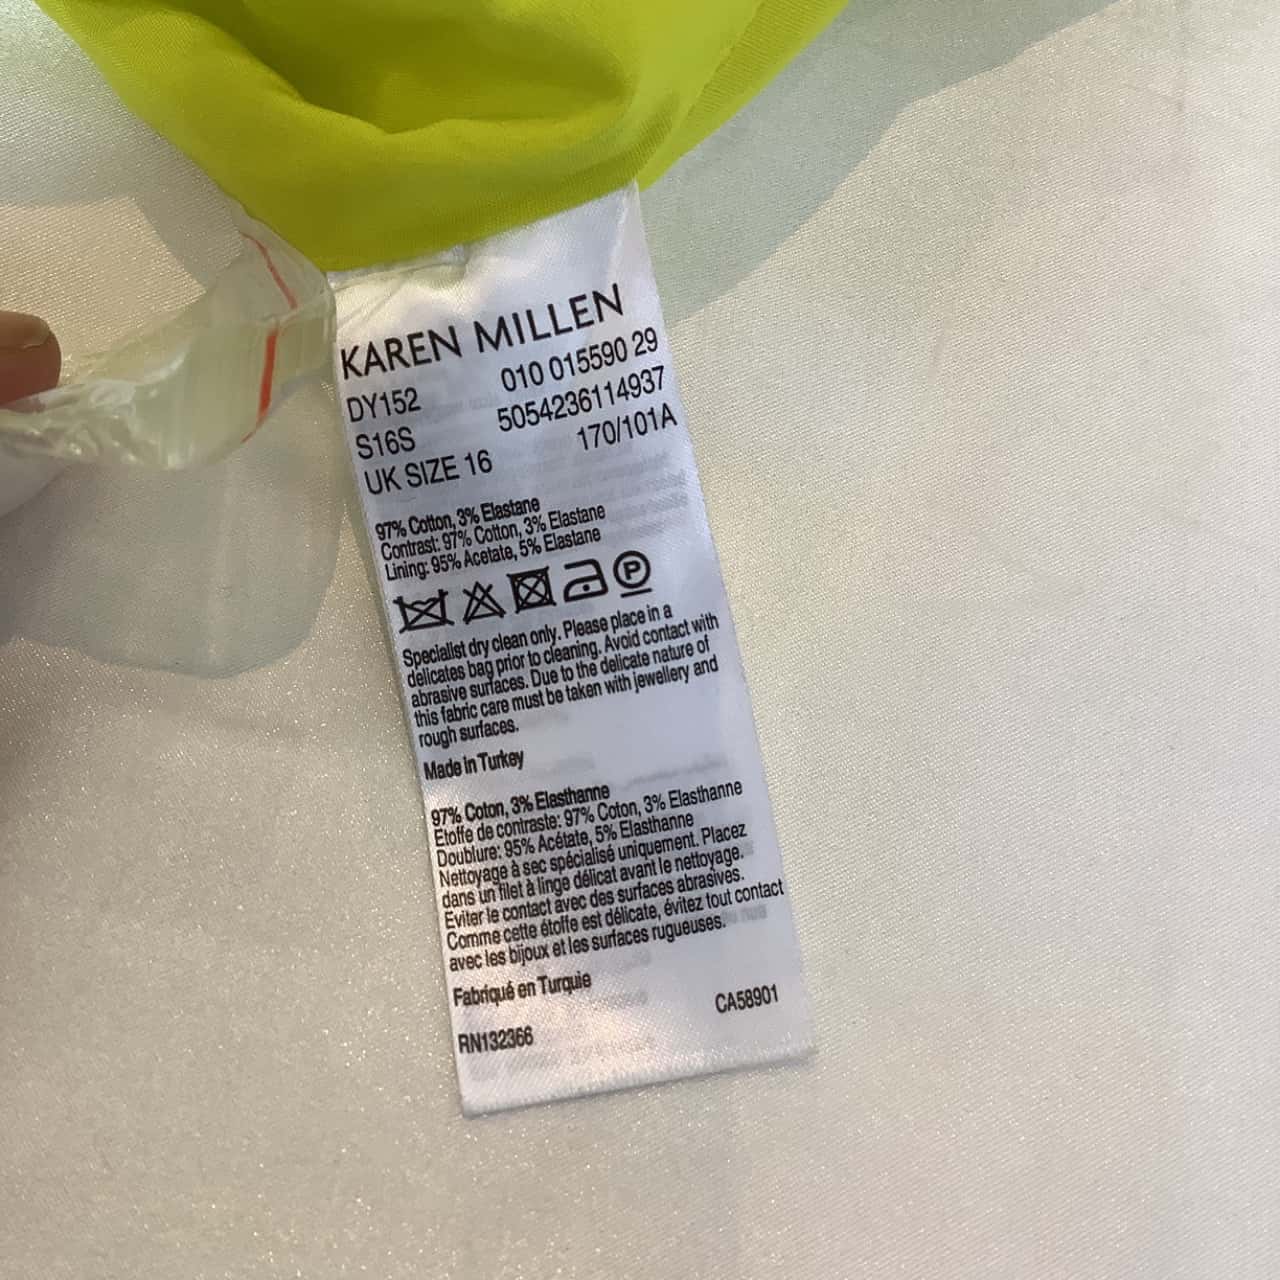 KAREN MILLEN
DY152 010 015590 29
S16S 5054236114937
UK SIZE 16 170/101A
97% Cotton, 3% Elastane
Contrast: 97% Cotton, 3% Elastane
Lining: 95% Acetate, 5% Elastane
P
Specialist dry clean only. Please place in a
delicates bag prior to cleaning. Avoid contact with
abrasive surfaces. Due to the delicate nature of
this fabric care must be taken with jewellery and
rough surfaces.
Made in Turkey
97% Coton, 3% Elasthanne
Etoffe de contraste: 97% Coton, 3% Elasthanne
Doublure: 95% Acétate, 5% Elasthanne
Nettoyage à sec spécialisé uniquement. Placez
dans un filet à linge délicat avant le nettoyage.
Eviter le contact avec des surfaces abrasives.
Comme cette étoffe est délicate, évitez tout contact
avec les bijoux et les surfaces rugueuses.
Fabriqué en Turquie
RN132366 CA58901